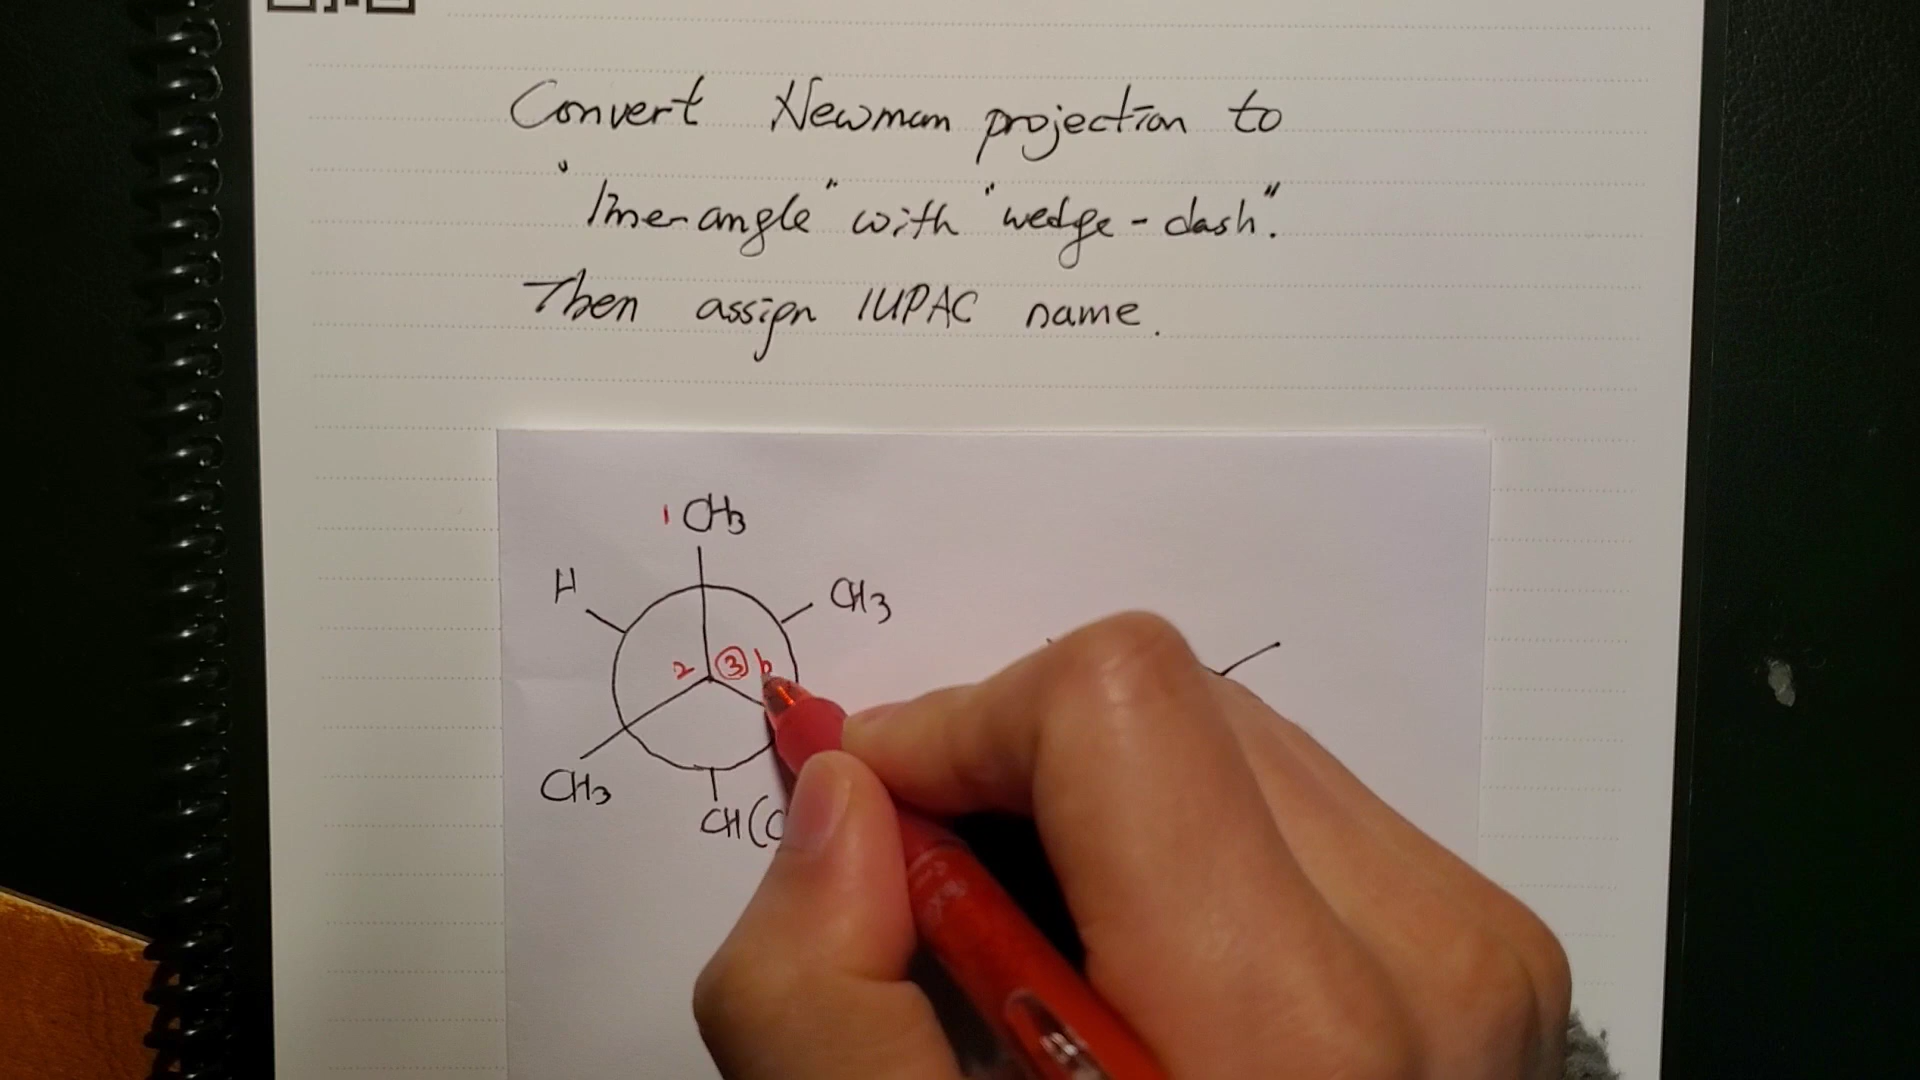 Convert Newman projection to
"line-angle" with "wedge-dash".
Then assign IUPAC name.
1 CH3
H
CH3
2 3 b
CH3
CH(C